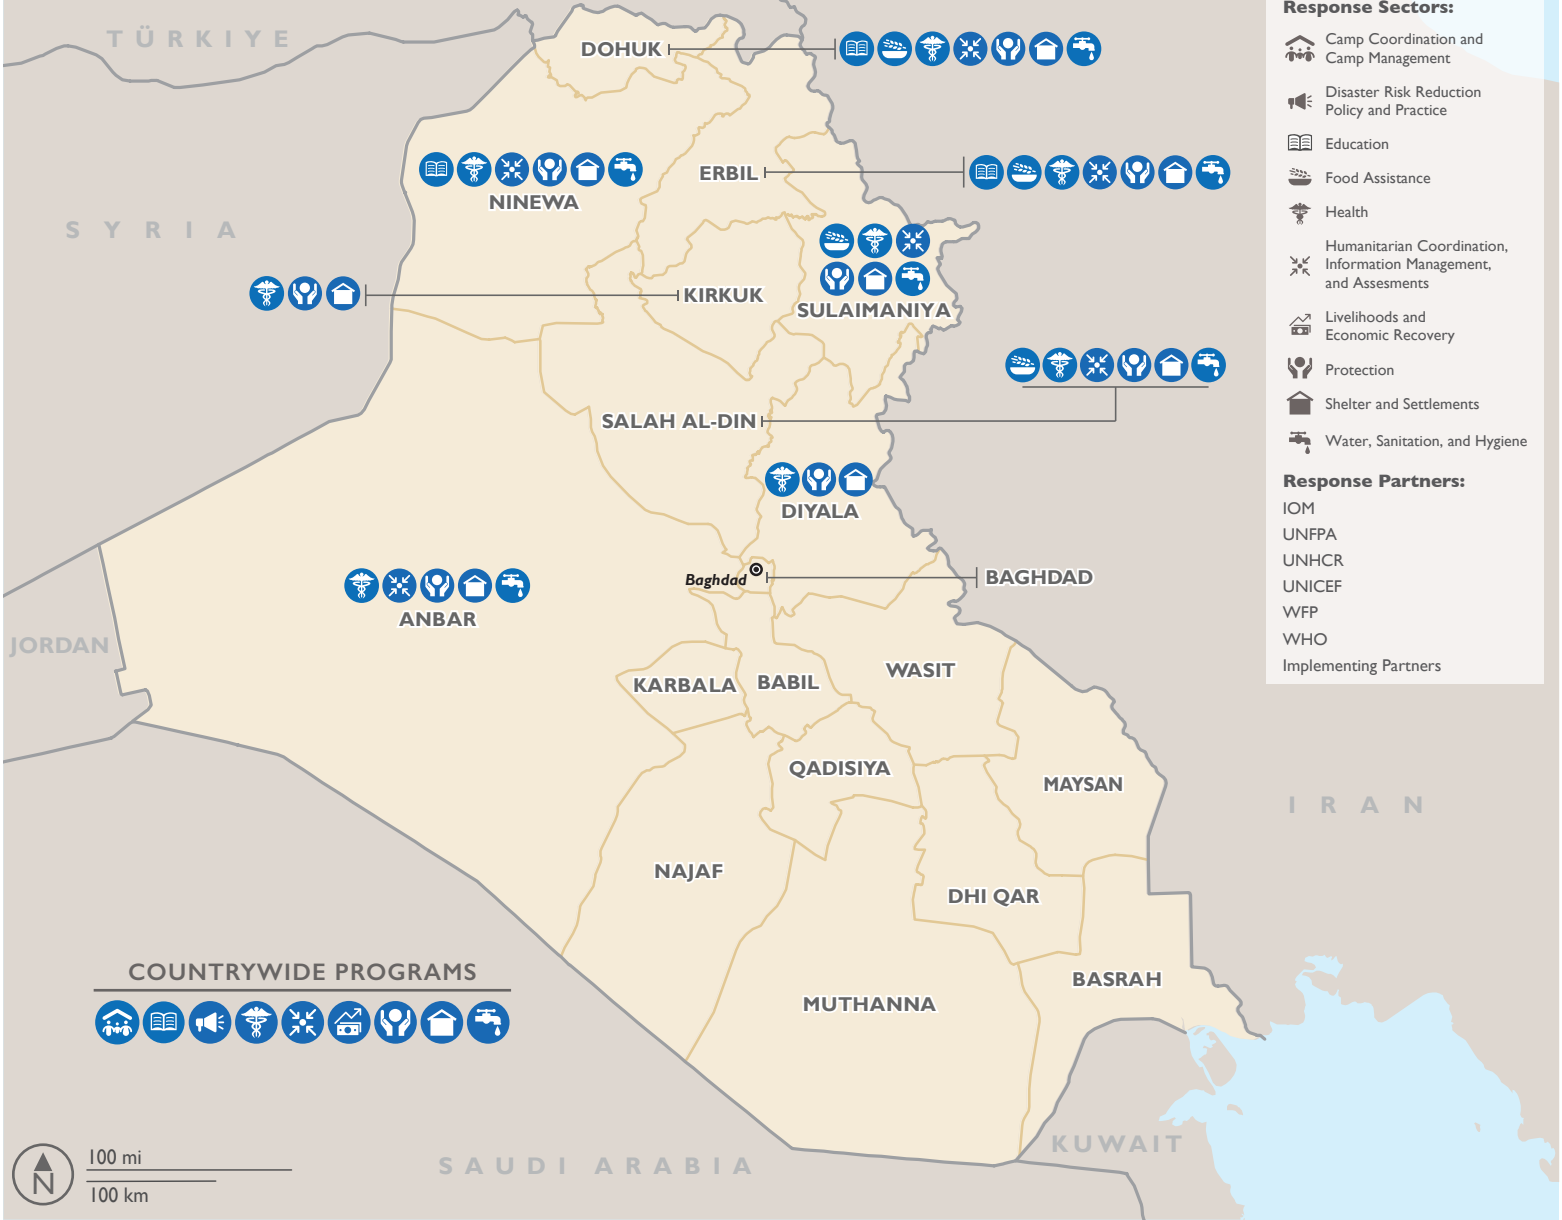 Response Sectors:
Camp Coordination and
Camp Management
Disaster Risk Reduction
Policy and Practice
Education
Food Assistance
Health
Humanitarian Coordination,
Information Management,
and Assesments
Livelihoods and
Economic Recovery
Protection
Shelter and Settlements
Water, Sanitation, and Hygiene
Response Partners:
IOM
UNFPA
UNHCR
UNICEF
WFP
WHO
Implementing Partners
TÜRKIYE
DOHUK
ERBIL
NINEWA
SYRIA
KIRKUK
SULAIMANIYA
SALAH AL-DIN
DIYALA
Baghdad
BAGHDAD
ANBAR
JORDAN
KARBALA
BABIL
WASIT
QADISIYA
MAYSAN
IRAN
NAJAF
DHI QAR
BASRAH
MUTHANNA
COUNTRYWIDE PROGRAMS
KUWAIT
SAUDI ARABIA
N
100 mi
100 km